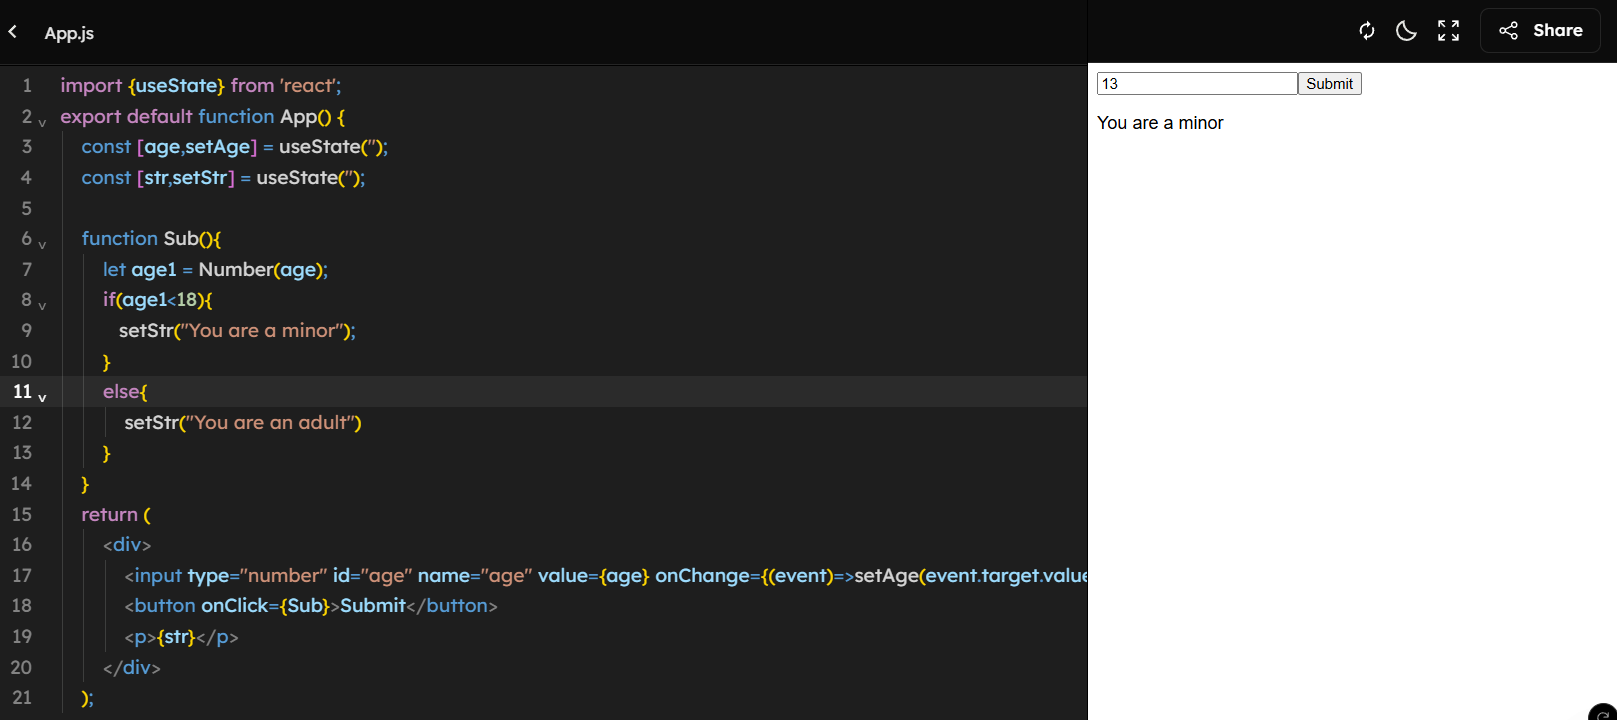 App.js
Share
1 import {useState} from 'react';
2 export default function App() {
3 const [age,setAge] = useState('');
4 const [str,setStr] = useState('');
5
6 function Sub(){
7 let age1 = Number(age);
8 if(age1<18){
9 setStr("You are a minor");
10 }
11 else{
12 setStr("You are an adult")
13 }
14 }
15 return (
16 <div>
17 <input type="number" id="age" name="age" value={age} onChange={(event)=>setAge(event.target.value
18 <button onClick={Sub}>Submit</button>
19 <p>{str}</p>
20 </div>
21 );
13 Submit
You are a minor